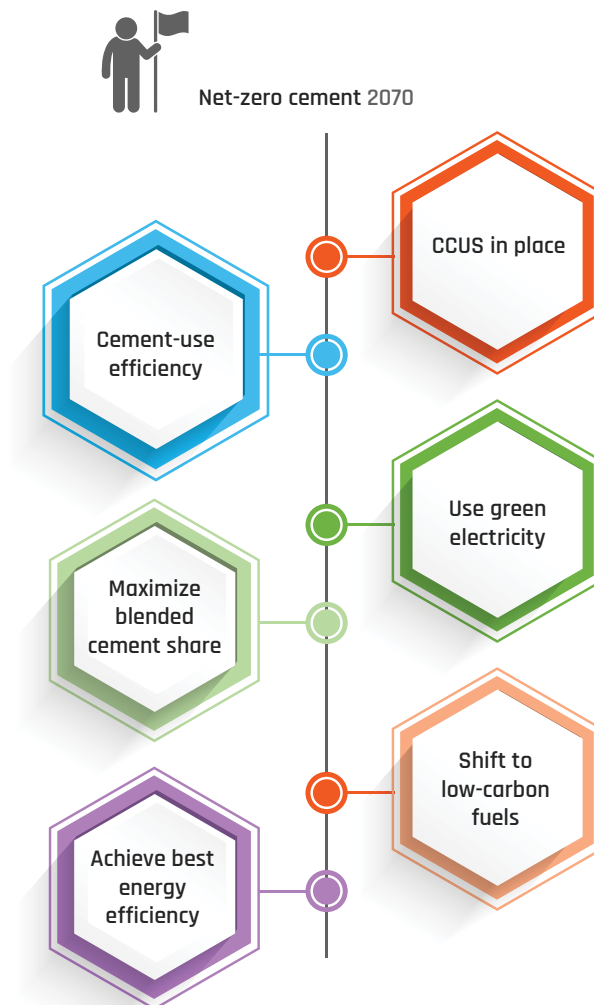 Net-zero cement 2070
CCUS in place
Cement-use
efficiency
Use green
electricity
Maximize
blended
cement share
Shift to
low-carbon
fuels
Achieve best
energy
efficiency